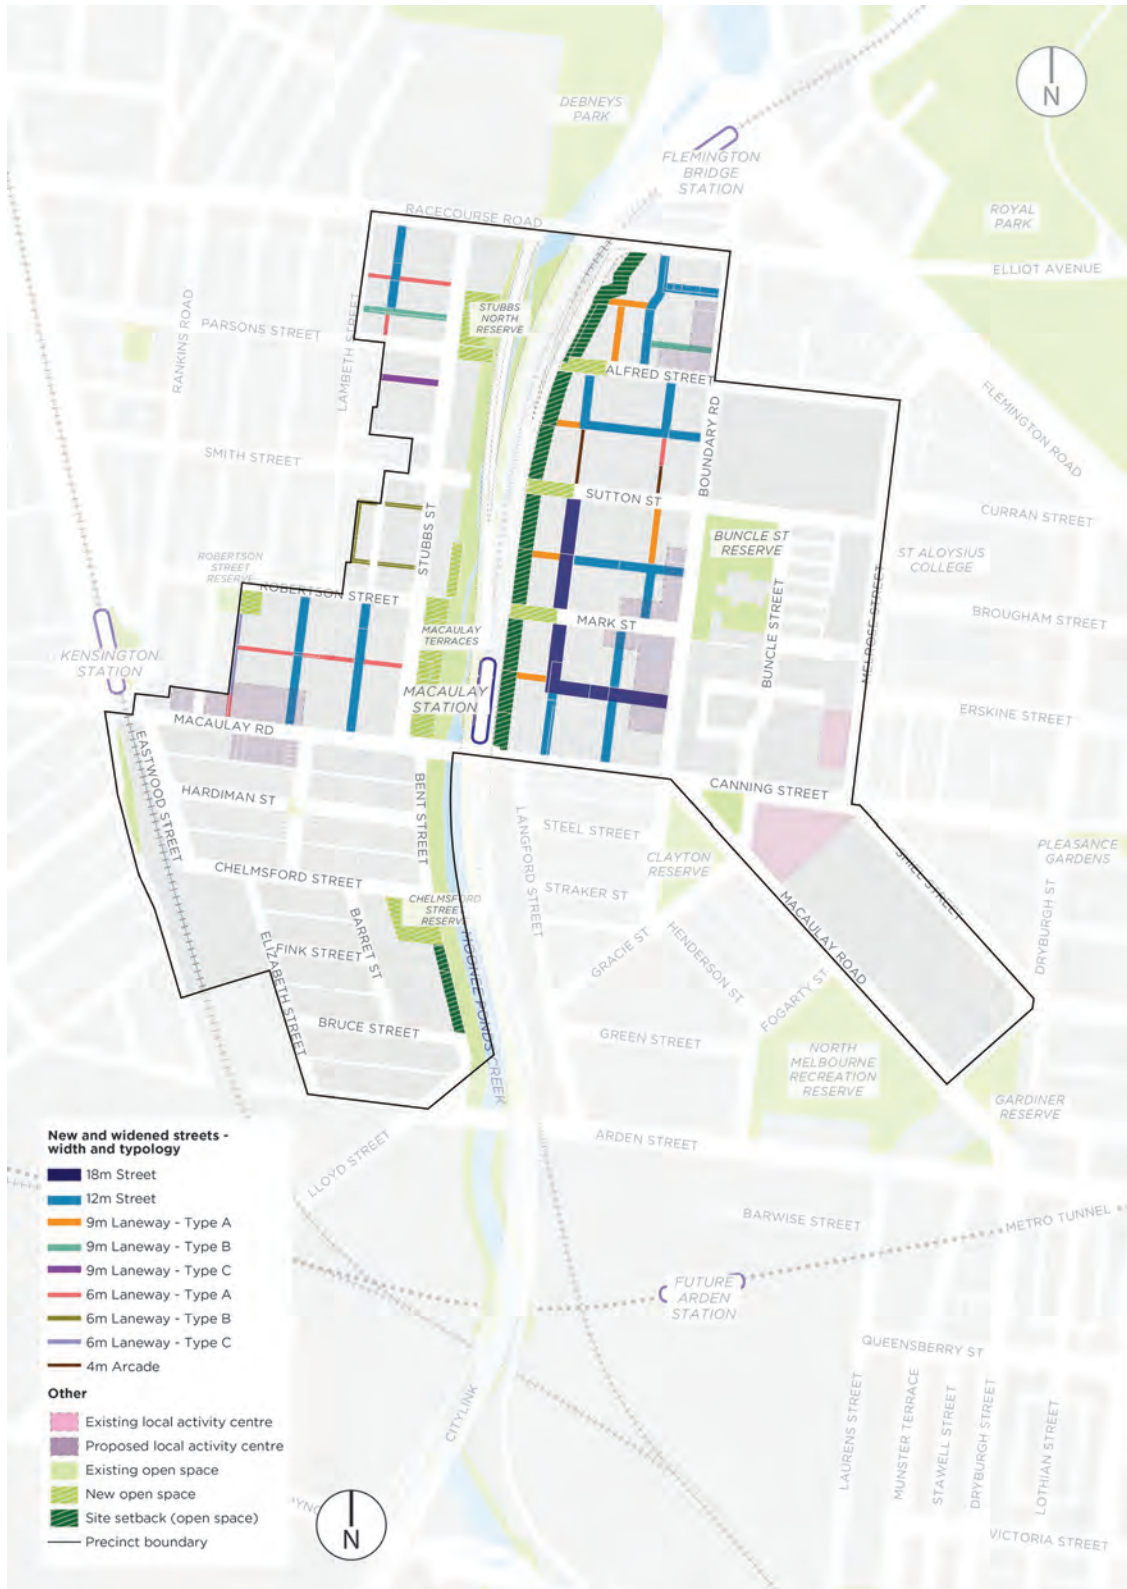 DEBNEYS
PARK
N
FLEMINGTON
BRIDGE
STATION
RACECOURSE ROAD
ROYAL
PARK
ELLIOT AVENUE
RANKINS ROAD
PARSONS STREET
LAMBETH STREET
STUBBS
NORTH
RESERVE
ALFRED STREET
FLEMINGTON ROAD
BOUNDARY RD
SMITH STREET
SUTTON ST
CURRAN STREET
STUBBS ST
BUNCLE ST
RESERVE
ST ALOYSIUS
COLLEGE
ROBERTSON
STREET
RESERVE
ROBERTSON STREET
BUNCLE STREET
MELROSE STREET
BROUGHAM STREET
MACAULAY
TERRACES
MARK ST
KENSINGTON
STATION
MACAULAY
STATION
ERSKINE STREET
MACAULAY RD
EASTWOOD STREET
HARDIMAN ST
BENT STREET
CANNING STREET
LANGFORD STREET
STEEL STREET
CLAYTON
RESERVE
PLEASANCE
GARDENS
SHIEL STREET
CHELMSFORD STREET
STRAKER ST
CHELMSFORD
STREET
RESERVE
MACAULAY ROAD
DRYBURGH ST
BARRET ST
ELIZABETH STREET
FINK STREET
MOONEE PONDS CREEK
GRACIE ST
HENDERSON ST
FOGARTY ST
BRUCE STREET
GREEN STREET
NORTH
MELBOURNE
RECREATION
RESERVE
GARDINER
RESERVE
LLOYD STREET
ARDEN STREET
New and widened streets -
width and typology
18m Street
12m Street
9m Laneway - Type A
9m Laneway - Type B
9m Laneway - Type C
6m Laneway - Type A
6m Laneway - Type B
6m Laneway - Type C
4m Arcade
Other
Existing local activity centre
Proposed local activity centre
Existing open space
New open space
Site setback (open space)
Precinct boundary
BARWISE STREET
METRO TUNNEL
FUTURE
ARDEN
STATION
QUEENSBERRY ST
CITYLINK
LAURENS STREET
MUNSTER TERRACE
STAWELL STREET
DRYBURGH STREET
LOTHIAN STREET
N
VICTORIA STREET